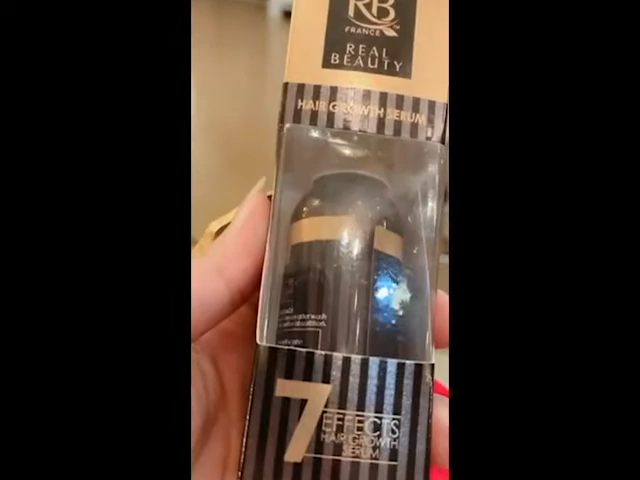 RB
FRANCE
REAL
BEAUTY
HAIR GROWTH SERUM
7
EFFECTS
HAIR GROWTH
SERUM